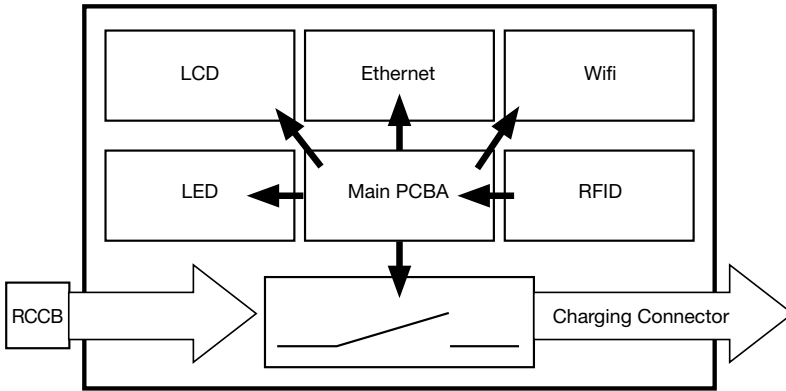 LCD
Ethernet
Wifi
LED
Main PCBA
RFID
RCCB
Charging Connector